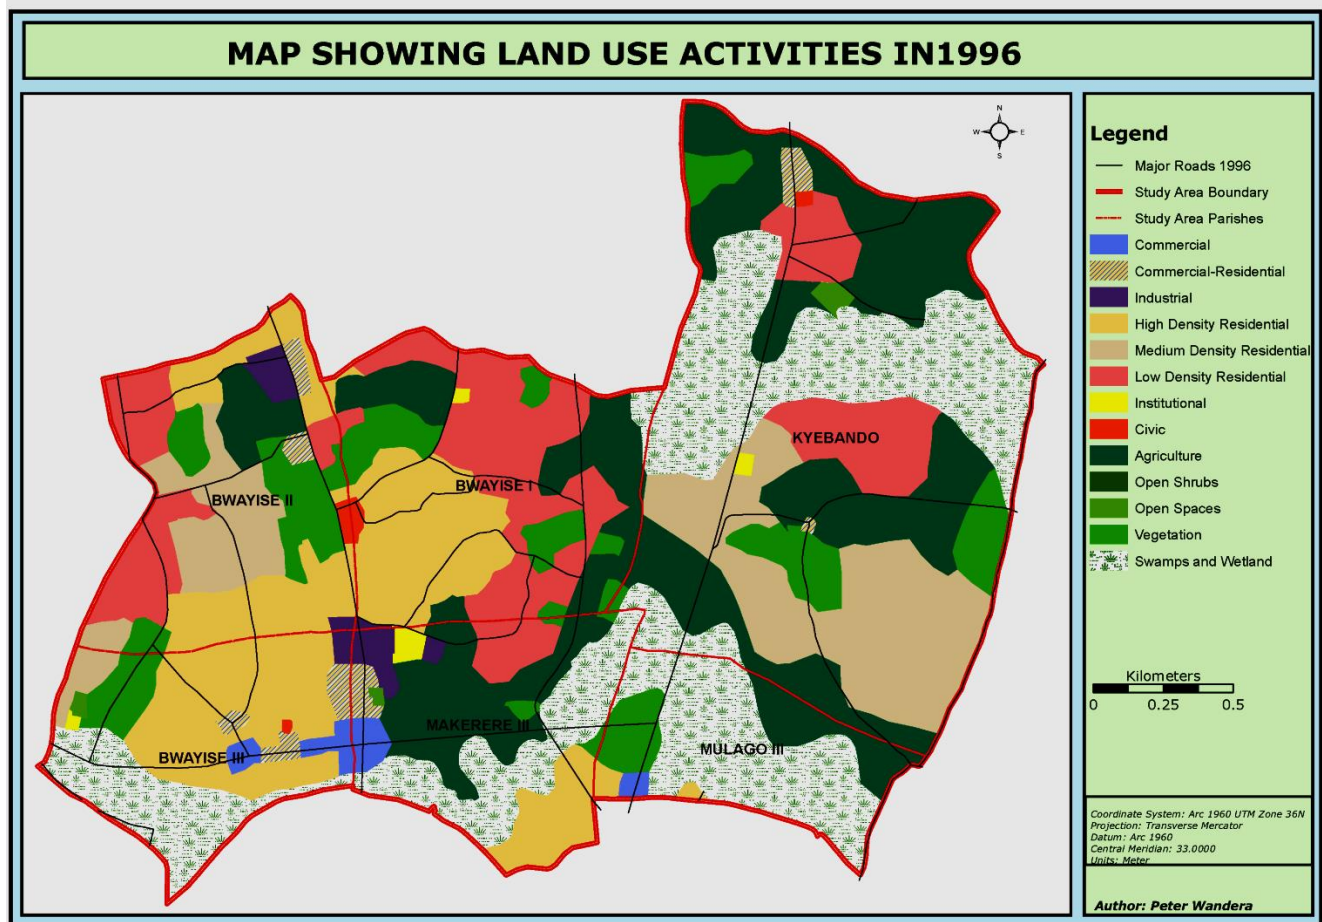 MAP SHOWING LAND USE ACTIVITIES IN1996
N
W
E
S
KYEBANDO
BWAYISE I
BWAYISE II
MAKERERE III
MULAGO III
BWAYISE III
Legend
Major Roads 1996
Study Area Boundary
Study Area Parishes
Commercial
Commercial-Residential
Industrial
High Density Residential
Medium Density Residential
Low Density Residential
Institutional
Civic
Agriculture
Open Shrubs
Open Spaces
Vegetation
Swamps and Wetland
Kilometers
0 0.25 0.5
Coordinate System: Arc 1960 UTM Zone 36N
Projection: Transverse Mercator
Datum: Arc 1960
Central Meridian: 33.0000
Units: Meter
Author: Peter Wandera